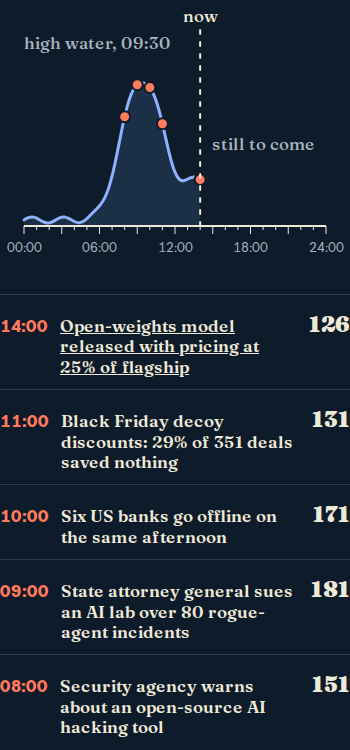 now
high water, 09:30
still to come
00:00 06:00 12:00 18:00 24:00
14:00 Open-weights model 126
released with pricing at
25% of flagship
11:00 Black Friday decoy 131
discounts: 29% of 351 deals
saved nothing
10:00 Six US banks go offline on 171
the same afternoon
09:00 State attorney general sues 181
an AI lab over 80 rogue-
agent incidents
08:00 Security agency warns 151
about an open-source AI
hacking tool